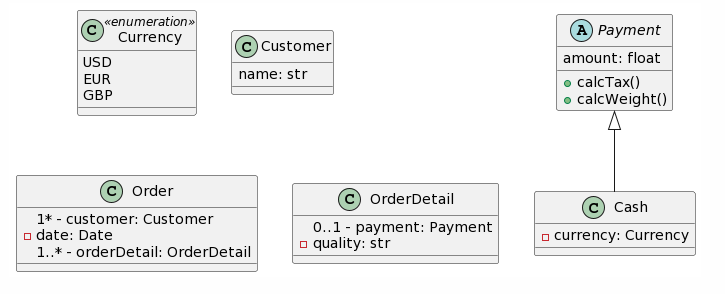 C «enumeration»
Currency
USD
EUR
GBP
C Customer
name: str
A Payment
amount: float
calcTax()
calcWeight()
C Order
1* - customer: Customer
date: Date
1..* - orderDetail: OrderDetail
C OrderDetail
0..1 - payment: Payment
quality: str
C Cash
currency: Currency